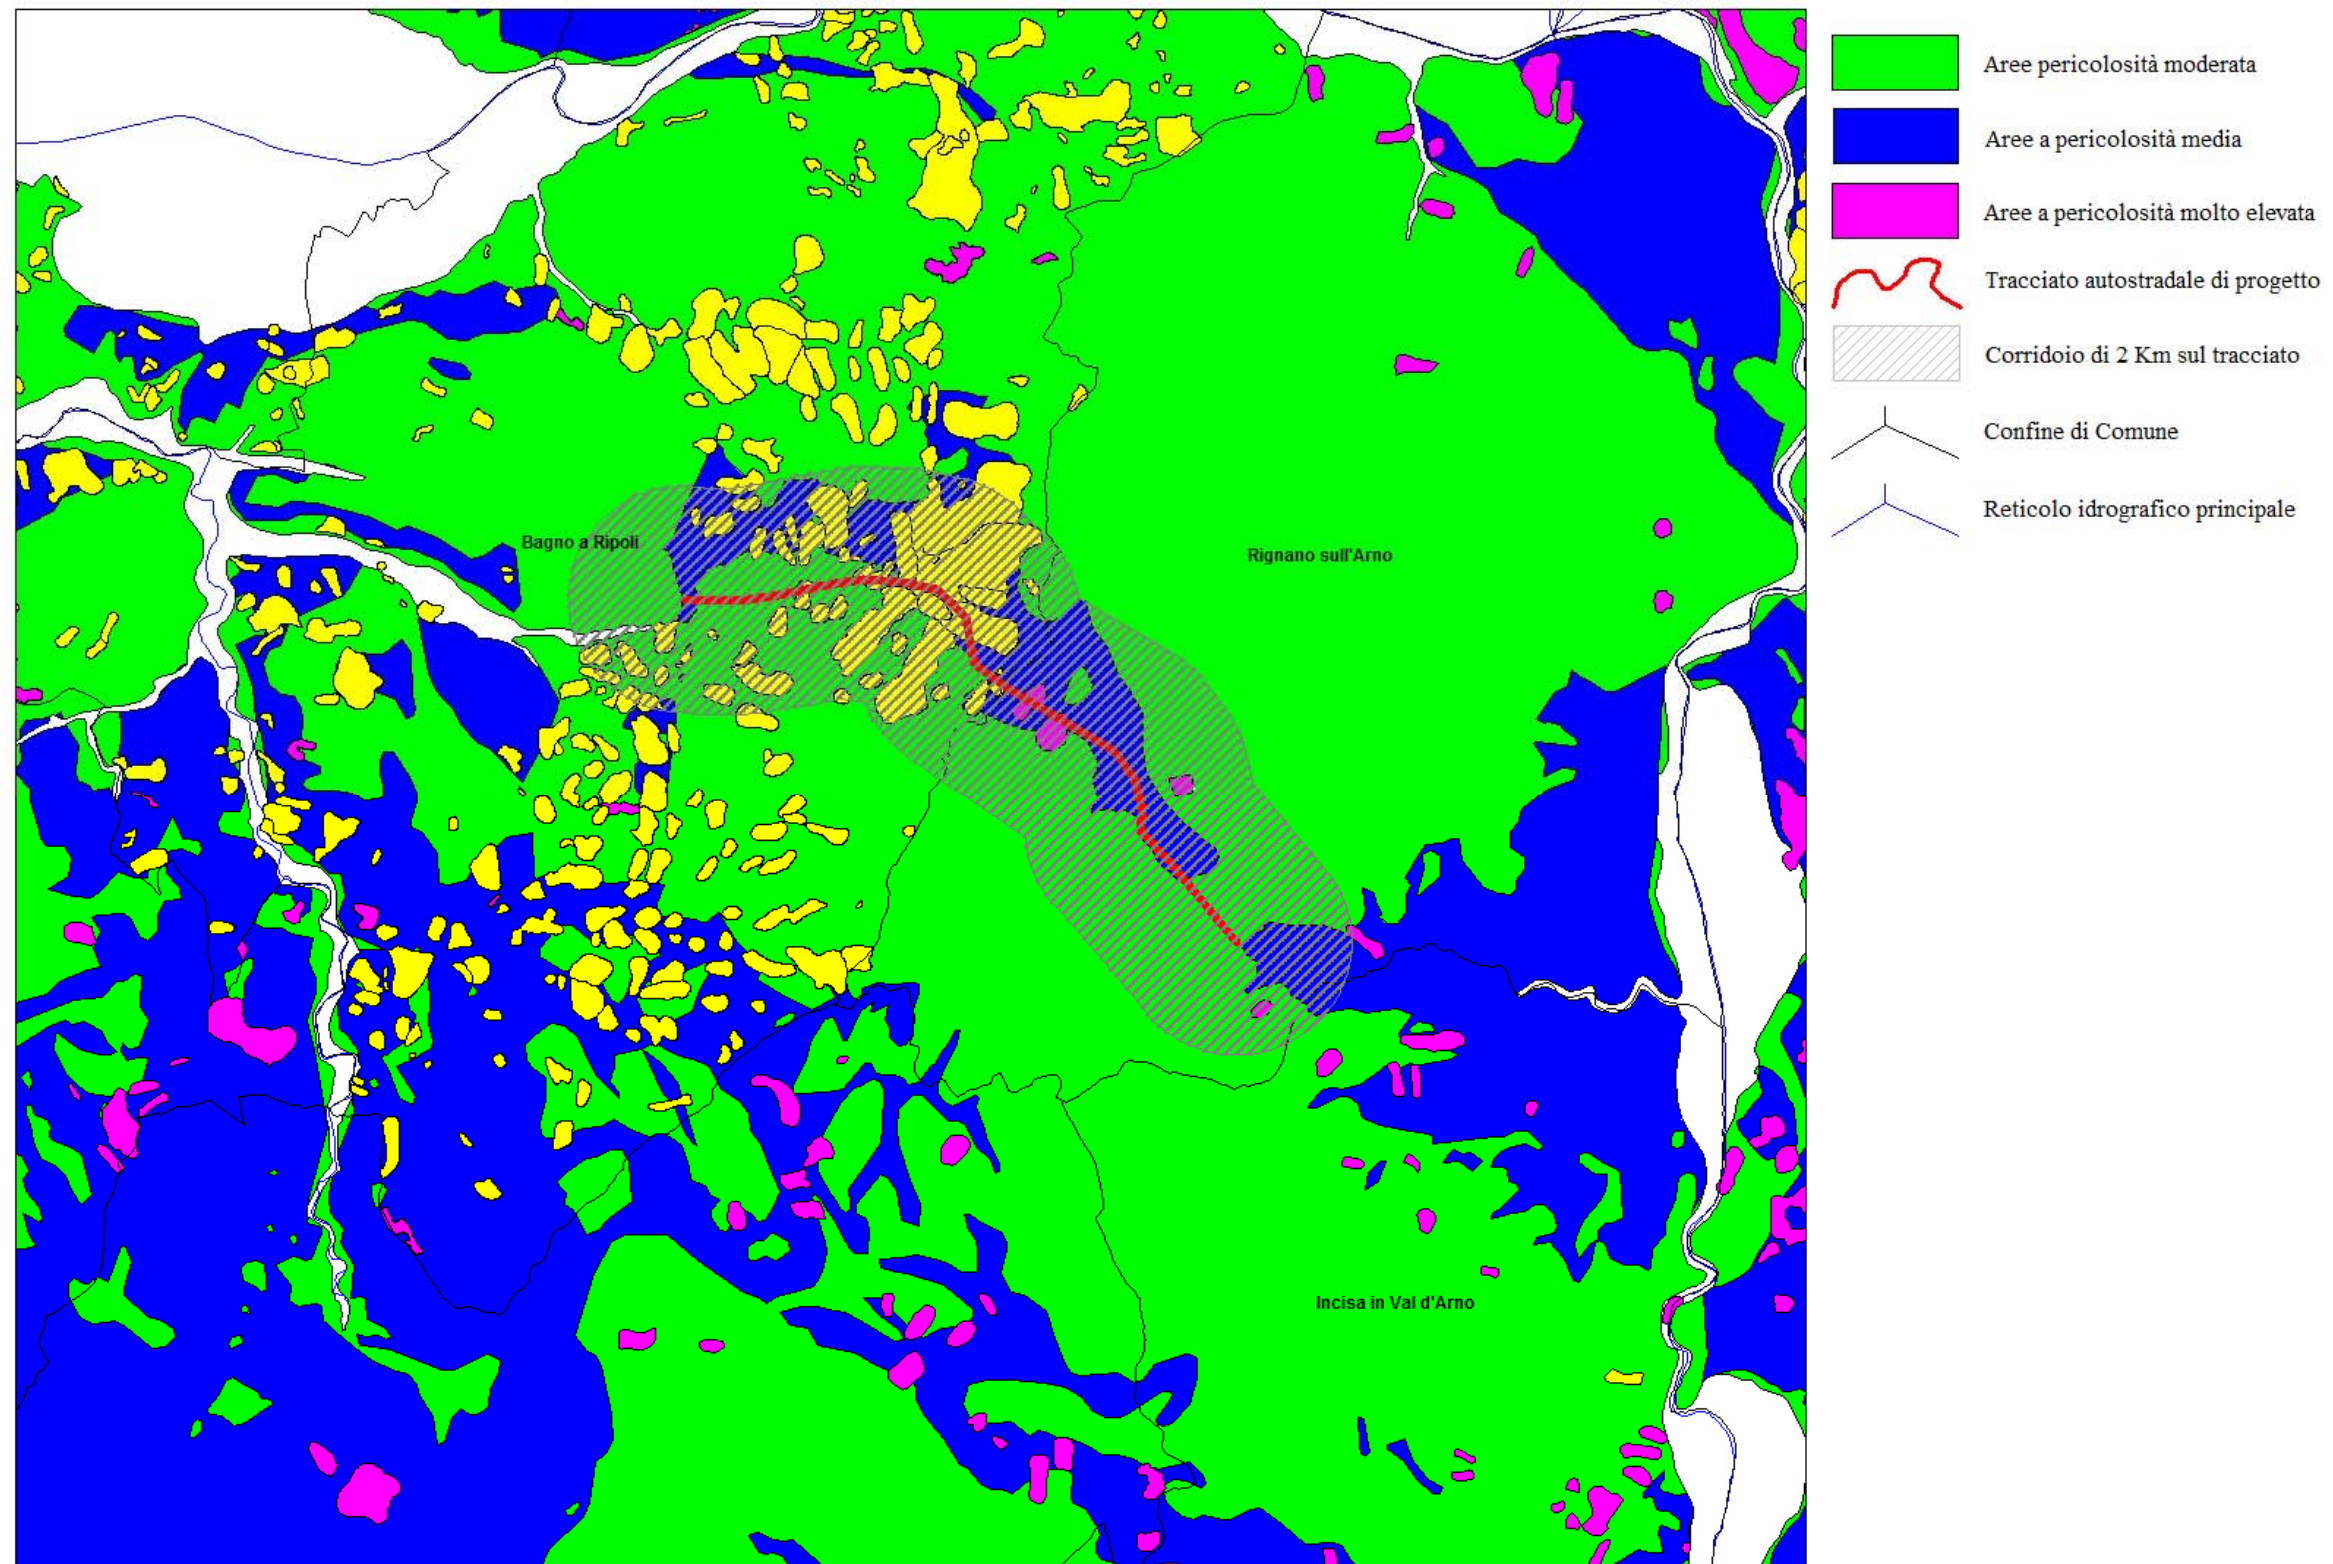 Aree pericolosità moderata
Aree a pericolosità media
Aree a pericolosità molto elevata
Tracciato autostradale di progetto
Corridoio di 2 Km sul tracciato
Confine di Comune
Reticolo idrografico principale
Bagno a Ripoli
Rignano sull'Arno
Incisa in Val d'Arno